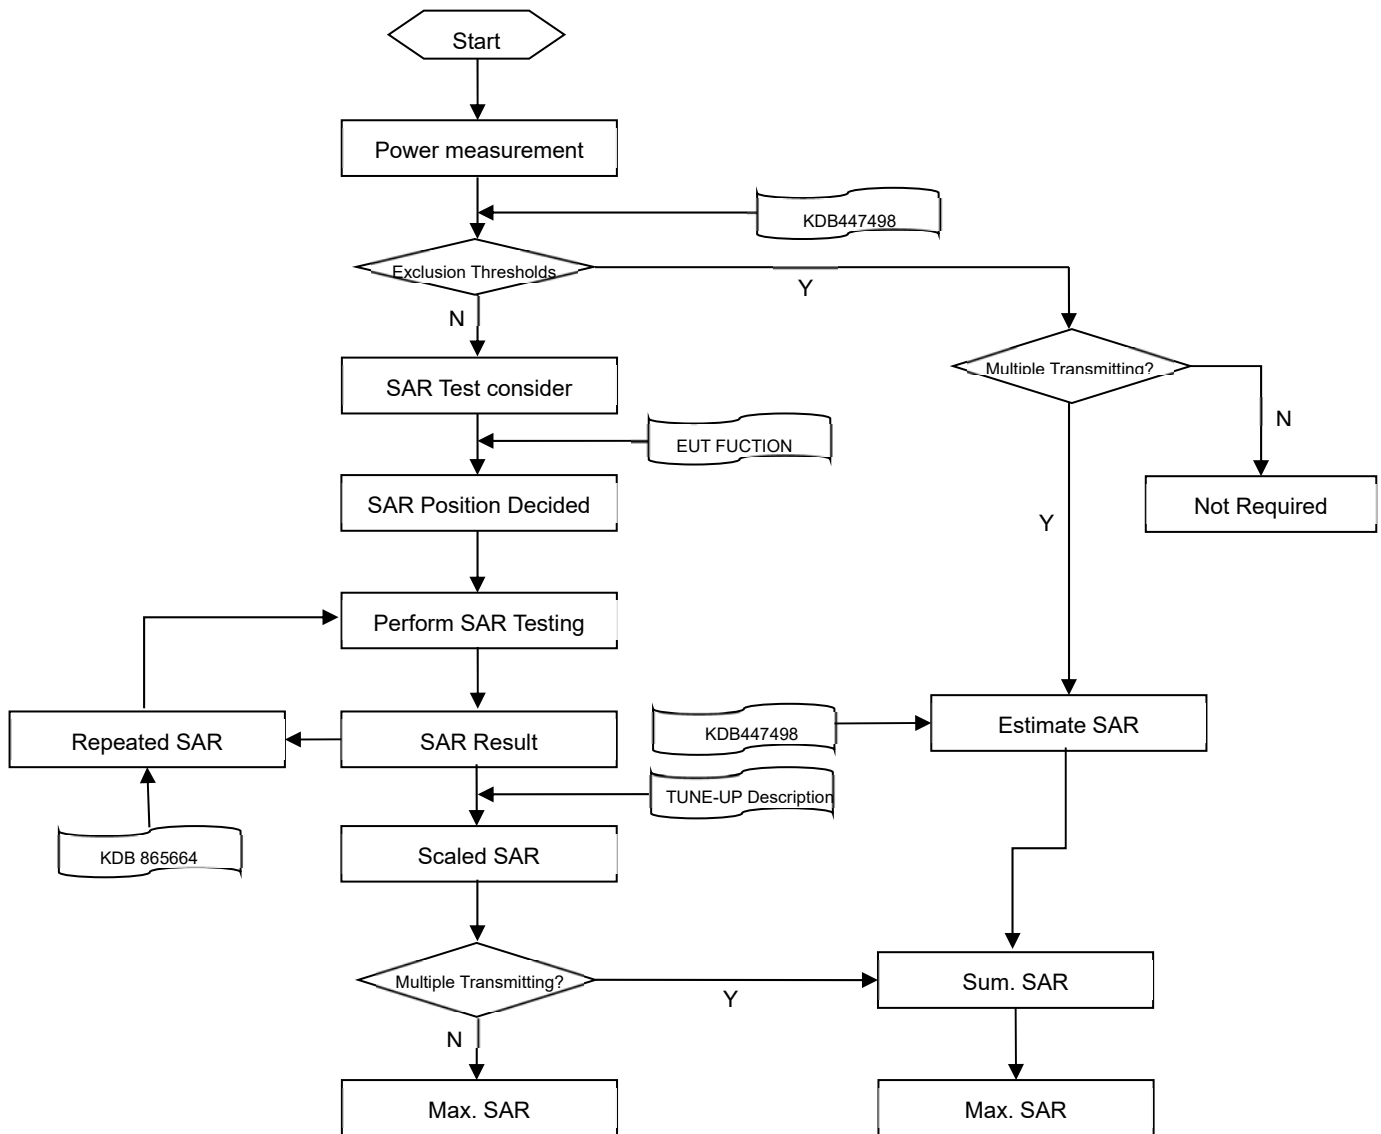 Start
Power measurement
KDB447498
Exclusion Thresholds
Y
N
Multiple Transmitting?
SAR Test consider
N
EUT FUCTION
SAR Position Decided
Not Required
Y
Perform SAR Testing
Repeated SAR
SAR Result
KDB447498
Estimate SAR
TUNE-UP Description
KDB 865664
Scaled SAR
Multiple Transmitting?
Y
Sum. SAR
N
Max. SAR
Max. SAR